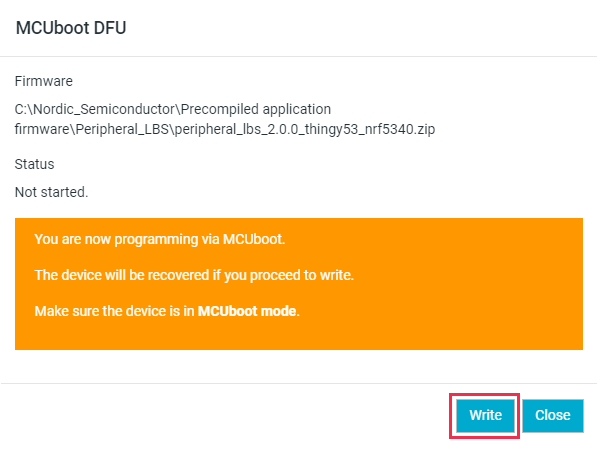 MCUboot DFU
Firmware
C:\Nordic_Semiconductor\Precompiled application
firmware\Peripheral_LBS\peripheral_lbs_2.0.0_thingy53_nrf5340.zip
Status
Not started.
You are now programming via MCUboot.
The device will be recovered if you proceed to write.
Make sure the device is in MCUboot mode.
Write Close